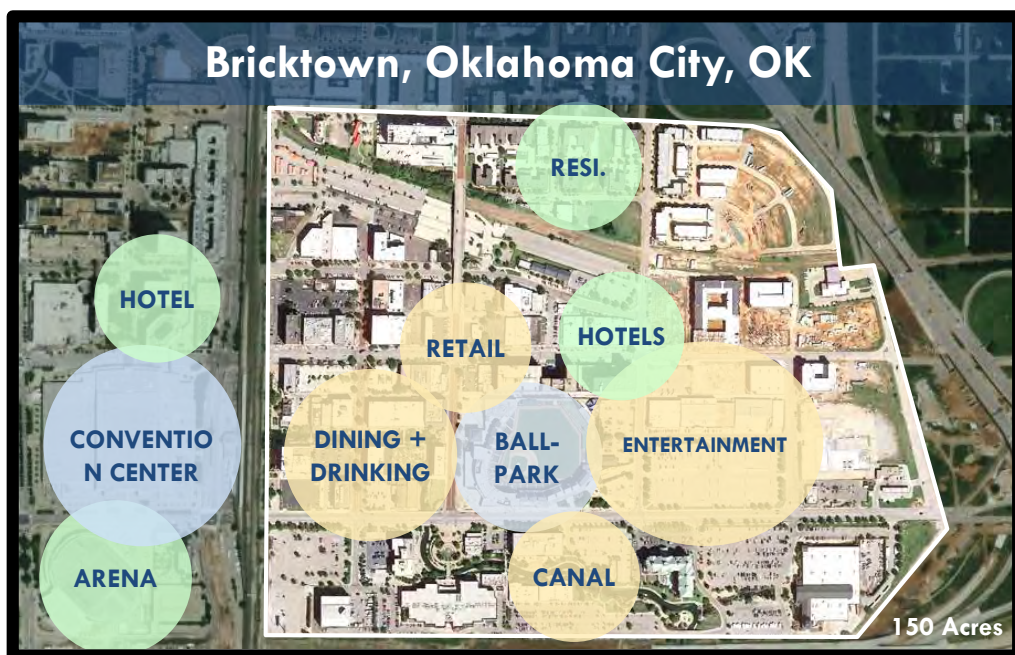 Bricktown, Oklahoma City, OK
RESI.
HOTEL
HOTELS
RETAIL
CONVENTIO
N CENTER
DINING +
DRINKING
BALL-
PARK
ENTERTAINMENT
ARENA
CANAL
150 Acres